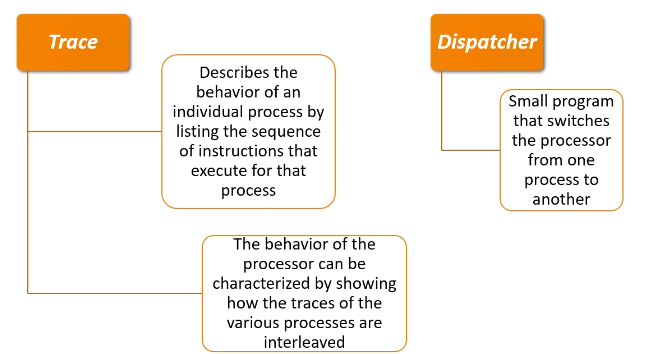 Trace
Describes the
behavior of an
individual process by
listing the sequence
of instructions that
execute for that
process
The behavior of the
processor can be
characterized by showing
how the traces of the
various processes are
interleaved
Dispatcher
Small program
that switches
the processor
from one
process to
another